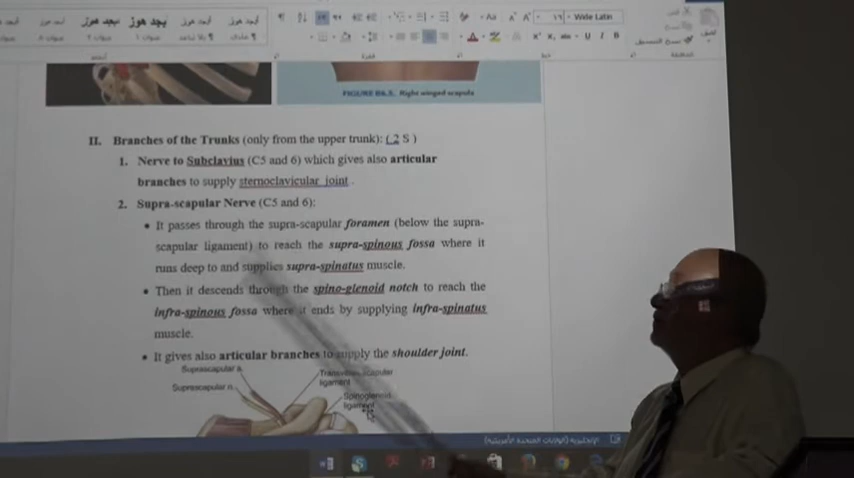 Write Latin
FIGURE B6.3. Right winged scapula
II. Branches of the Trunks (only from the upper trunk): ( 2 S )
1. Nerve to Subclavius (C5 and 6) which gives also articular
branches to supply sternoclavicular joint .
2. Supra-scapular Nerve (C5 and 6):
• It passes through the supra-scapular foramen (below the supra-
scapular ligament) to reach the supra-spinous fossa where it
runs deep to and supplies supra-spinatus muscle.
• Then it descends through the spino-glenoid notch to reach the
infra-spinous fossa where it ends by supplying infra-spinatus
muscle.
• It gives also articular branches to supply the shoulder joint.
Suprascapular a.
Transverse scapular
ligament
Suprascapular n.
Spinoglenoid
ligament